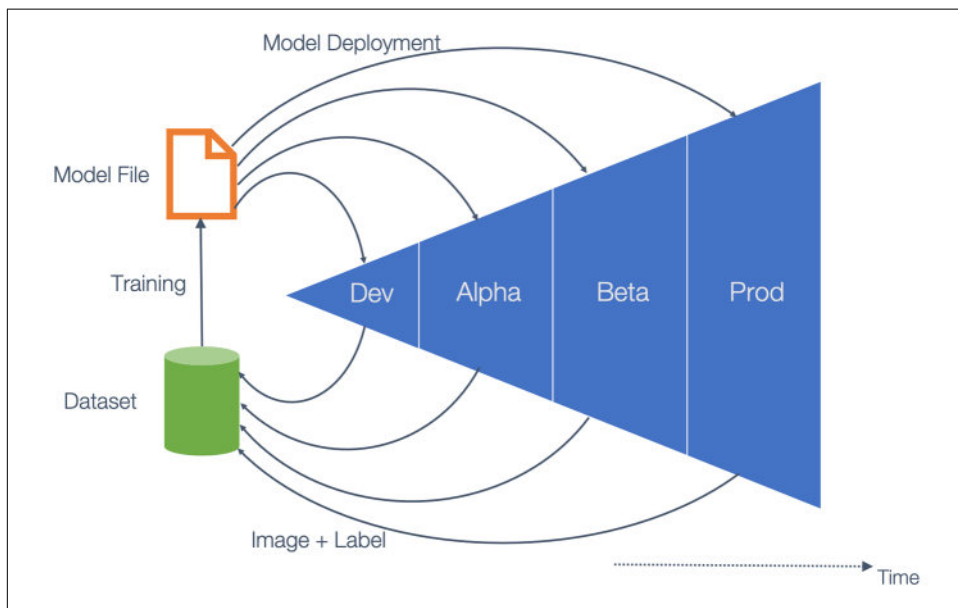 Model Deployment
Model File
Training
Dev
Alpha
Beta
Prod
Dataset
Image + Label
Time